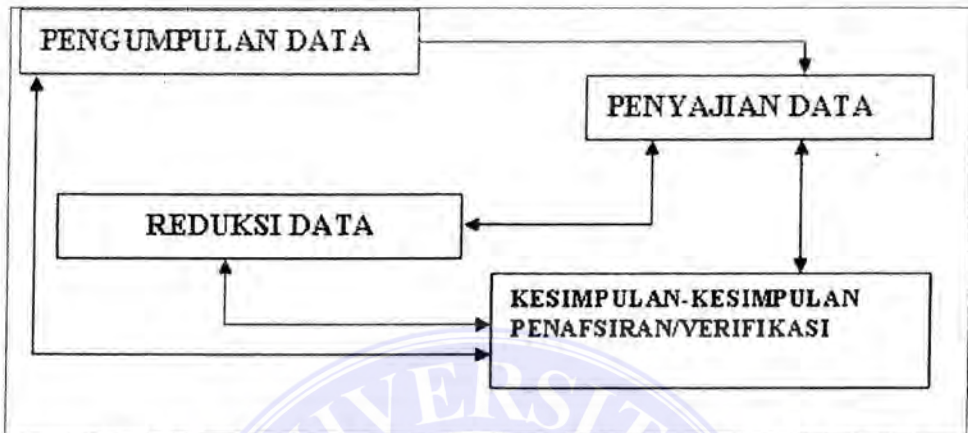 PENGUMPULAN DATA
PENYAJIAN DATA
REDUKSI DATA
KESIMPULAN-KESIMPULAN
PENAFSIRAN/VERIFIKASI